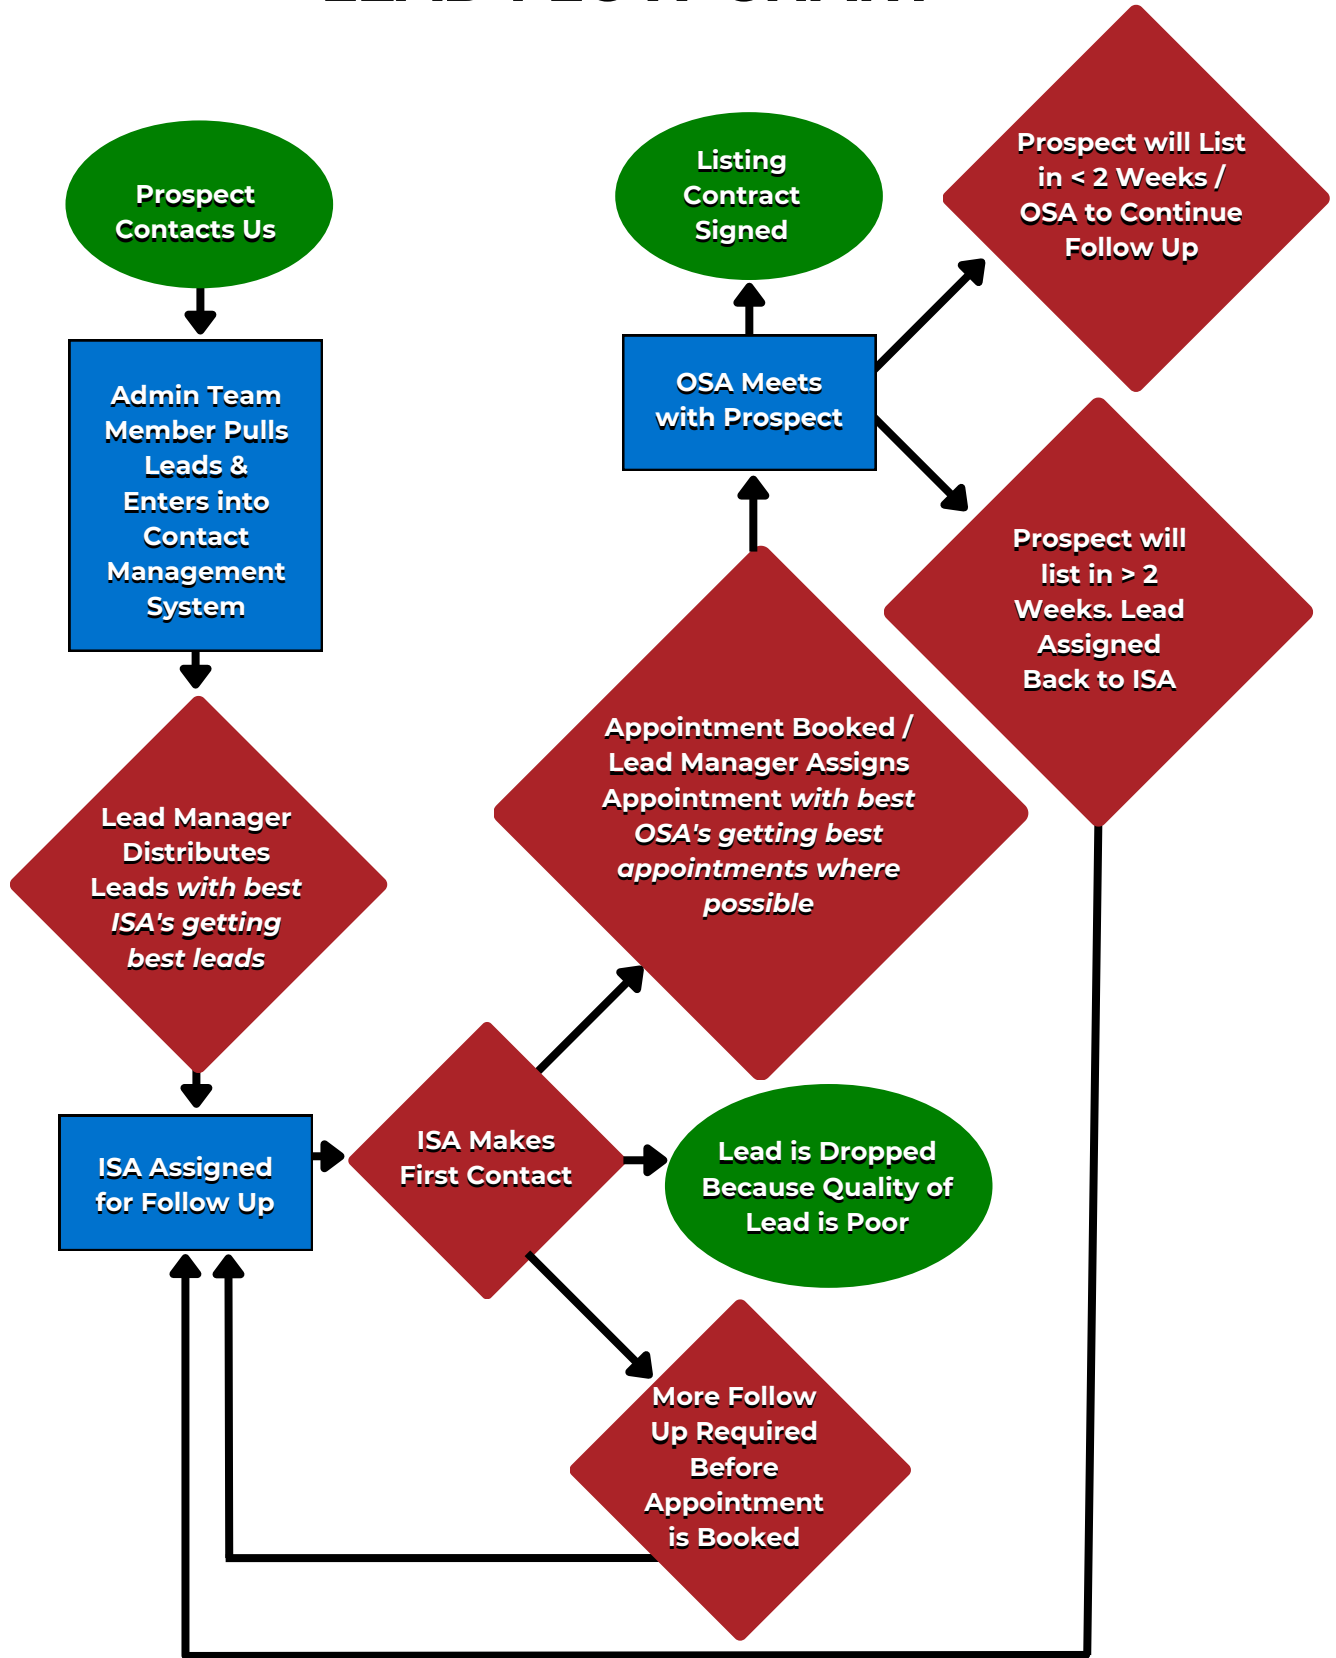 Prospect
Contacts Us
Admin Team
Member Pulls
Leads &
Enters into
Contact
Management
System
Lead Manager
Distributes
Leads with best
ISA's getting
best leads
ISA Assigned
for Follow Up
ISA Makes
First Contact
Appointment Booked /
Lead Manager Assigns
Appointment with best
OSA's getting best
appointments where
possible
Lead is Dropped
Because Quality of
Lead is Poor
More Follow
Up Required
Before
Appointment
is Booked
OSA Meets
with Prospect
Listing
Contract
Signed
Prospect will List
in < 2 Weeks /
OSA to Continue
Follow Up
Prospect will
list in > 2
Weeks. Lead
Assigned
Back to ISA